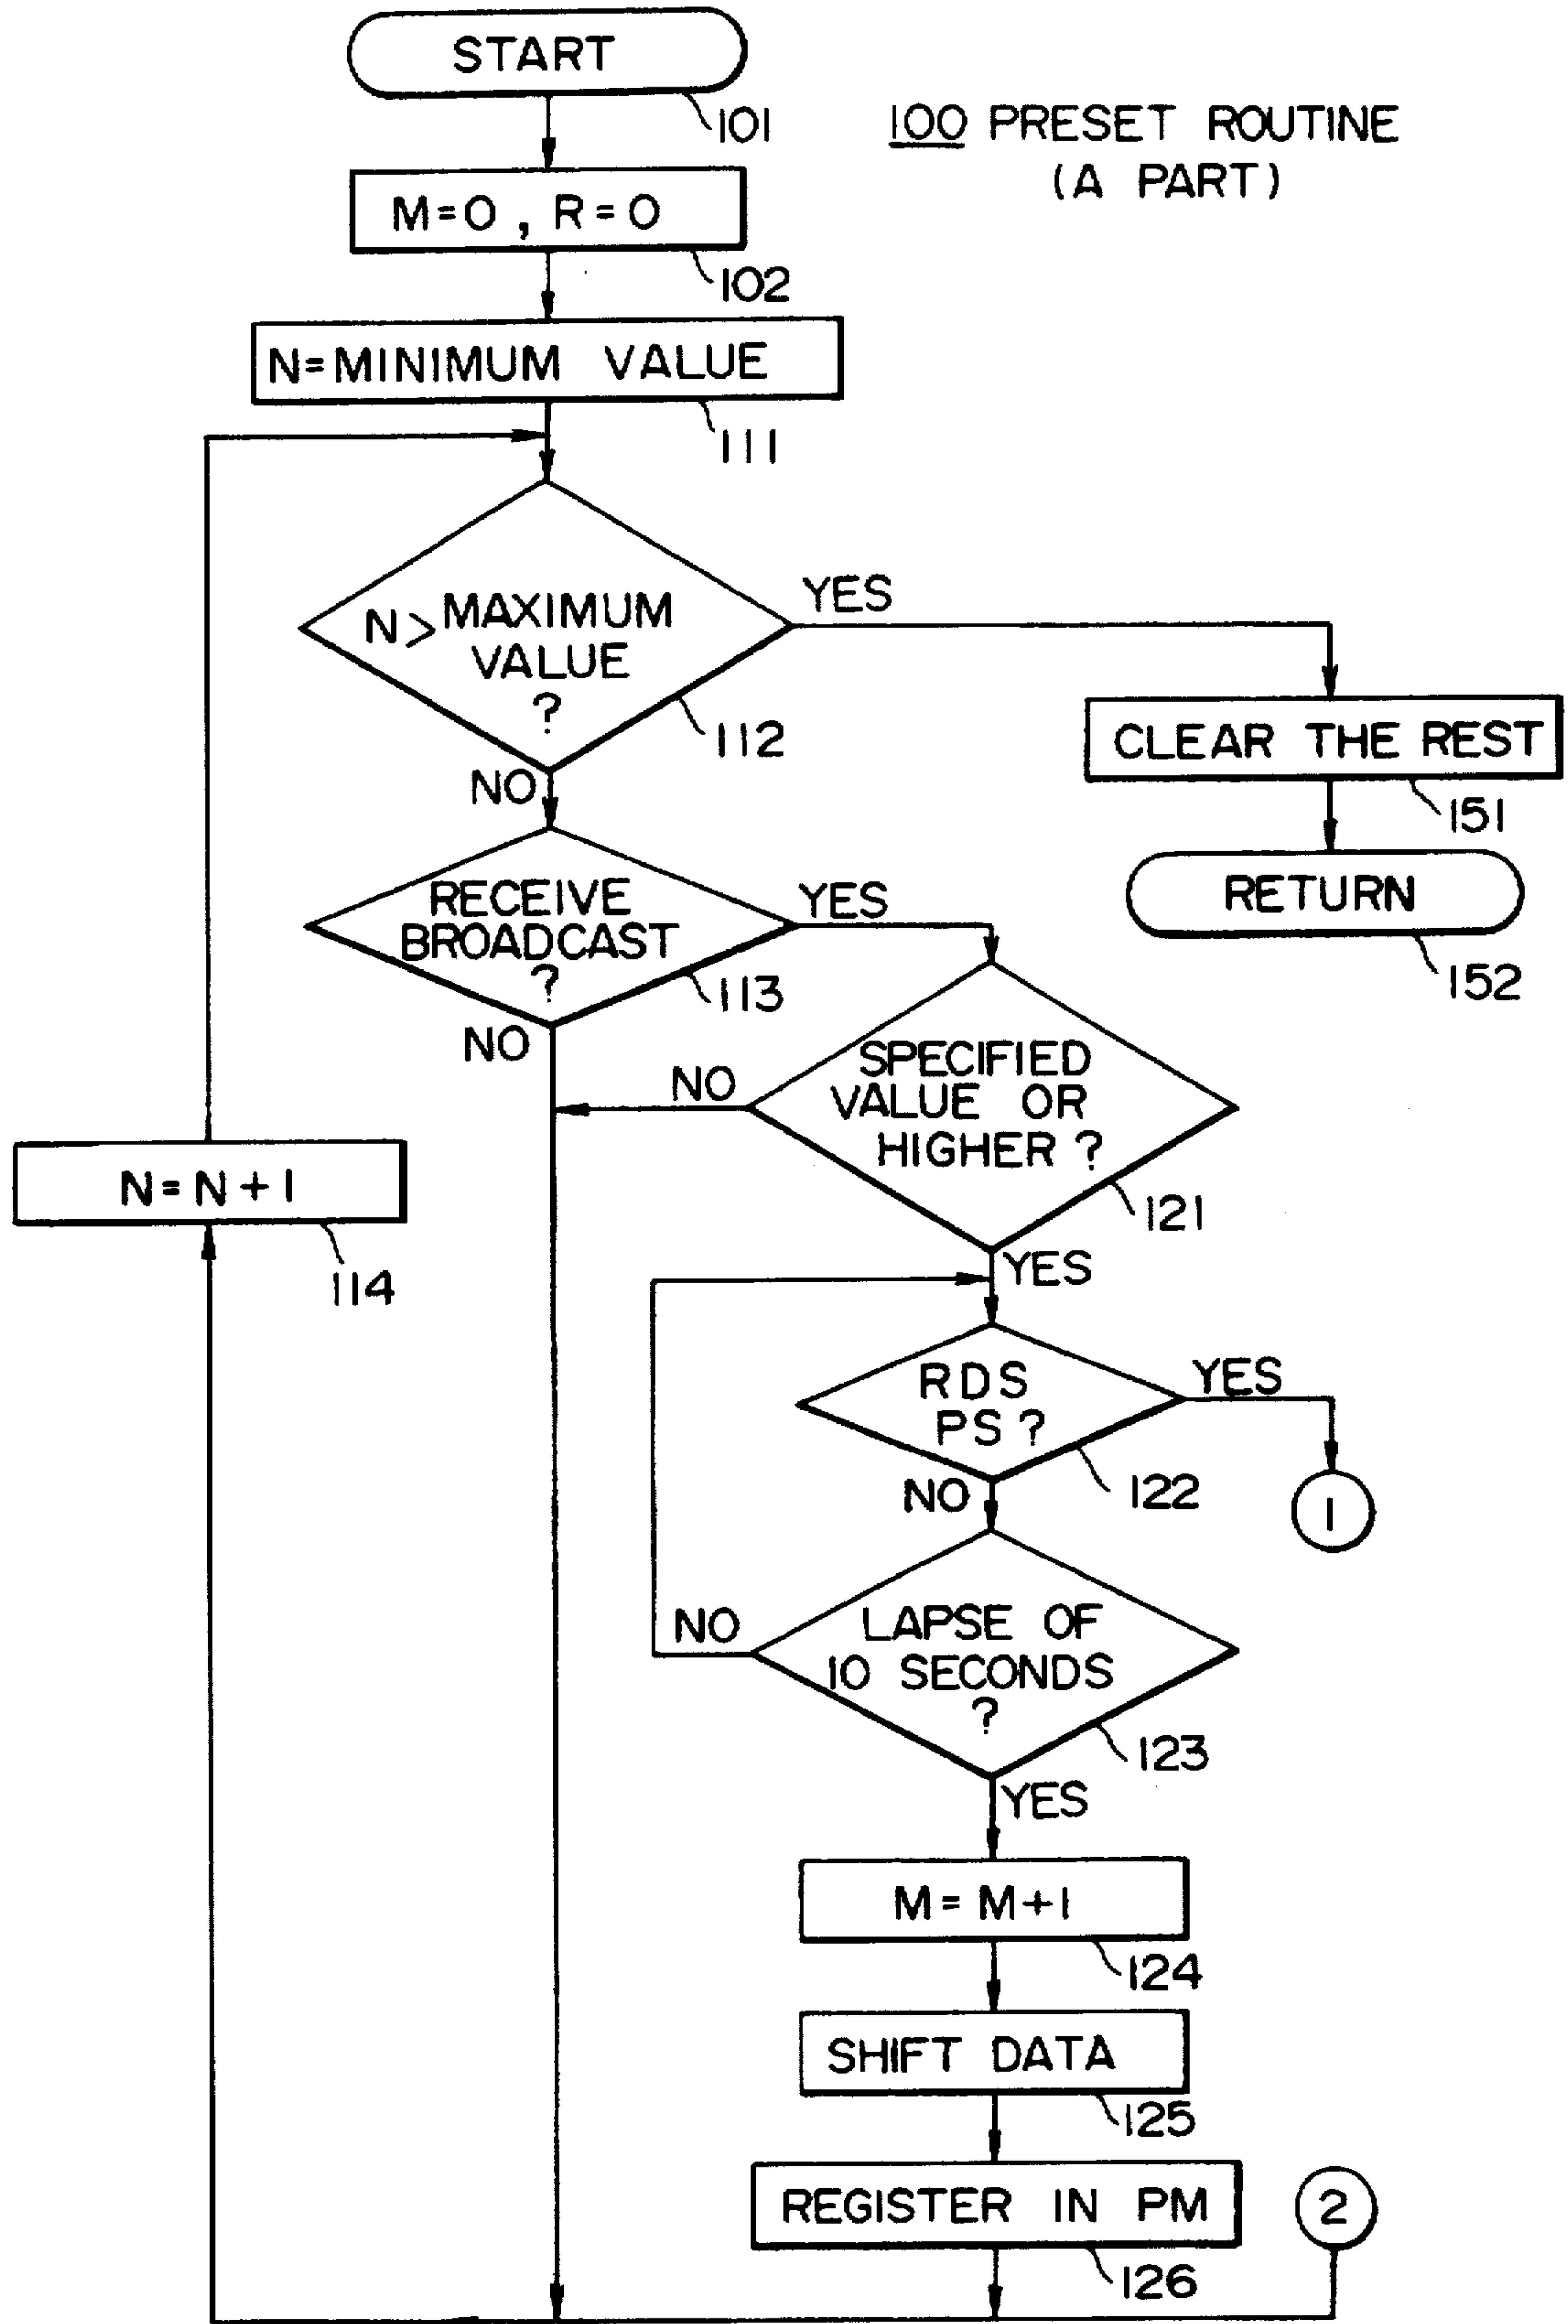 START
101
100 PRESET ROUTINE
(A PART)
M=0, R=0
102
N=MINIMUM VALUE
111
N> MAXIMUM
VALUE
?
YES
112
NO
CLEAR THE REST
151
RETURN
152
RECEIVE
BROADCAST
?
YES
113
NO
SPECIFIED
VALUE OR
HIGHER ?
NO
121
YES
N=N+1
114
RDS
PS ?
YES
122
NO
1
LAPSE OF
10 SECONDS
?
NO
123
YES
M=M+1
124
SHIFT DATA
125
REGISTER IN PM
126
2